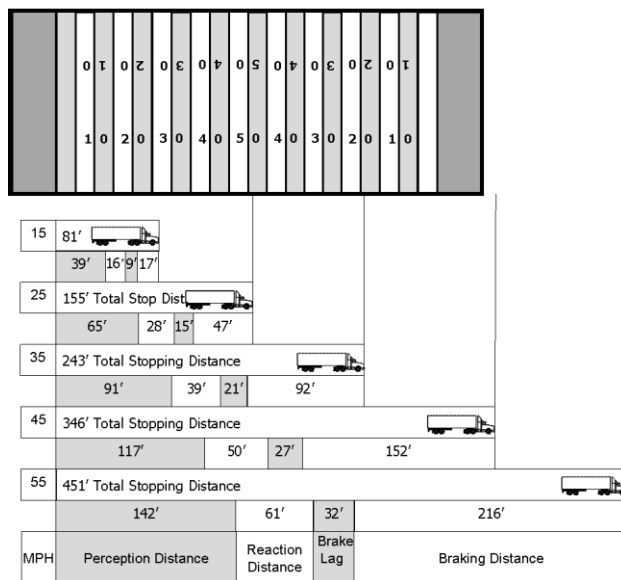 0 1 0 2 0 3 0 4 0 5 0 4 0 3 0 2 0 1
1 0 2 0 3 0 4 0 5 0 4 0 3 0 2 0 1 0
15 81′
39′ 16' 9′ 17′
25 155′ Total Stop Dist
65′ 28′ 15′ 47′
35 243′ Total Stopping Distance
91′ 39′ 21′ 92′
45 346′ Total Stopping Distance
117′ 50′ 27′ 152′
55 451′ Total Stopping Distance
142′ 61′ 32′ 216′
MPH Perception Distance Reaction Distance Brake Lag Braking Distance